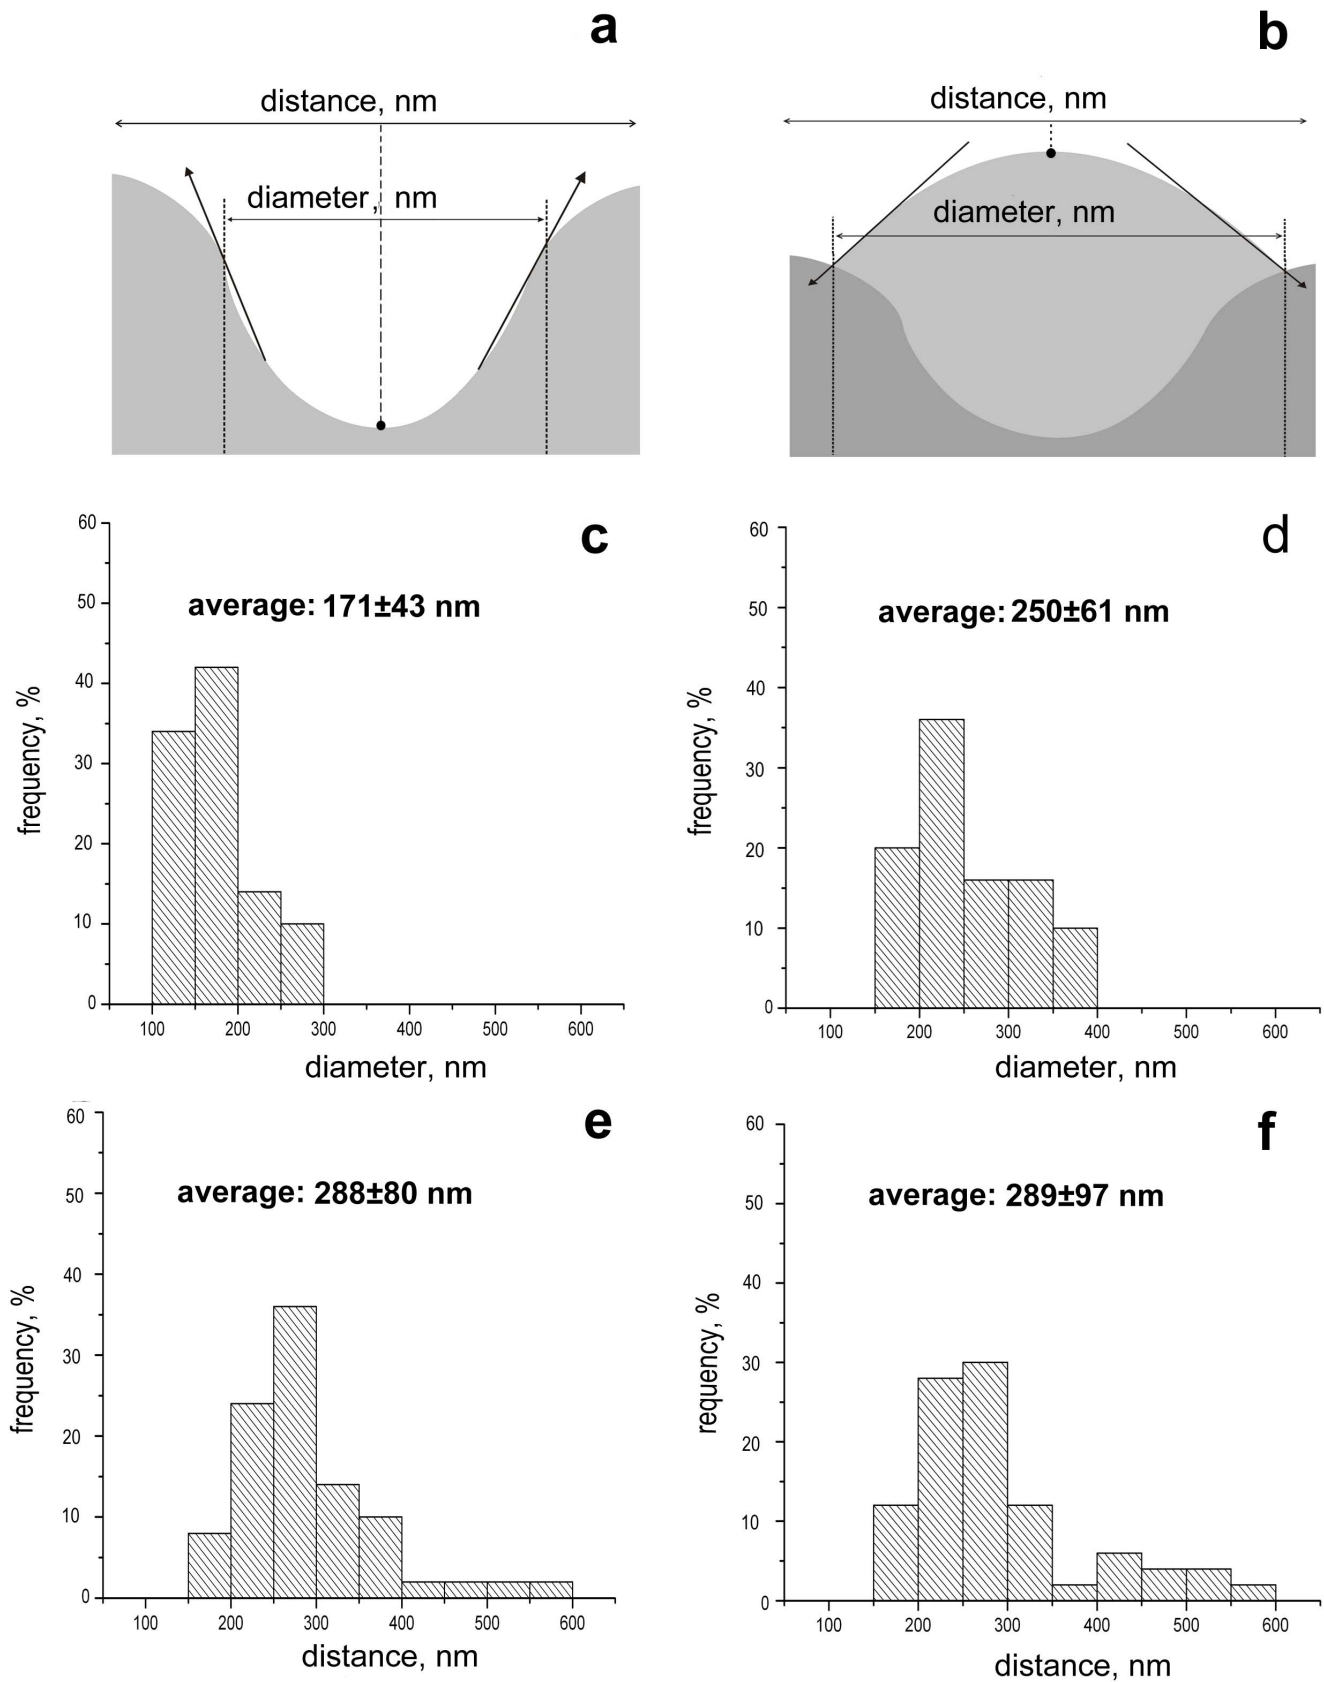 a
distance, nm
diameter, nm
b
distance, nm
diameter, nm
c
average: 171±43 nm
frequency, %
60
50
40
30
20
10
0
100 200 300 400 500 600
diameter, nm
d
average: 250±61 nm
frequency, %
60
50
40
30
20
10
0
100 200 300 400 500 600
diameter, nm
e
average: 288±80 nm
frequency, %
60
50
40
30
20
10
0
100 200 300 400 500 600
distance, nm
f
average: 289±97 nm
requency, %
60
50
40
30
20
10
0
100 200 300 400 500 600
distance, nm